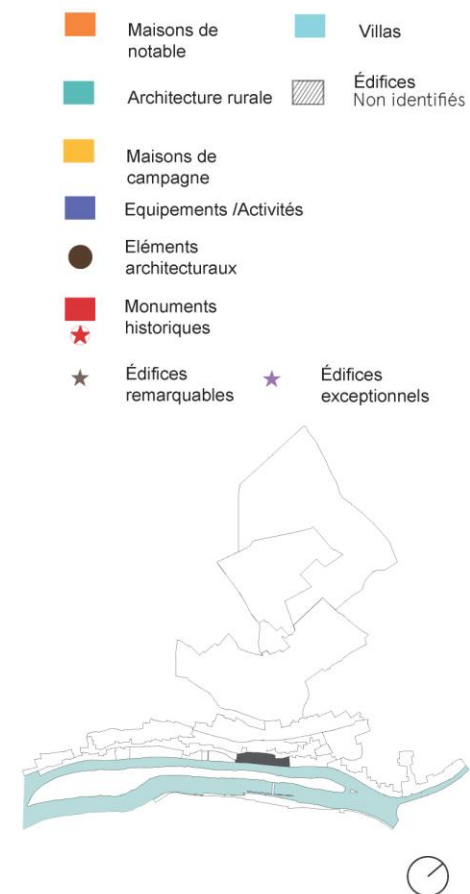 Maisons de
notable
Villas
Architecture rurale
Édifices
Non identifiés
Maisons de
campagne
Equipements /Activités
Eléments
architecturaux
Monuments
historiques
Édifices
remarquables
Édifices
exceptionnels